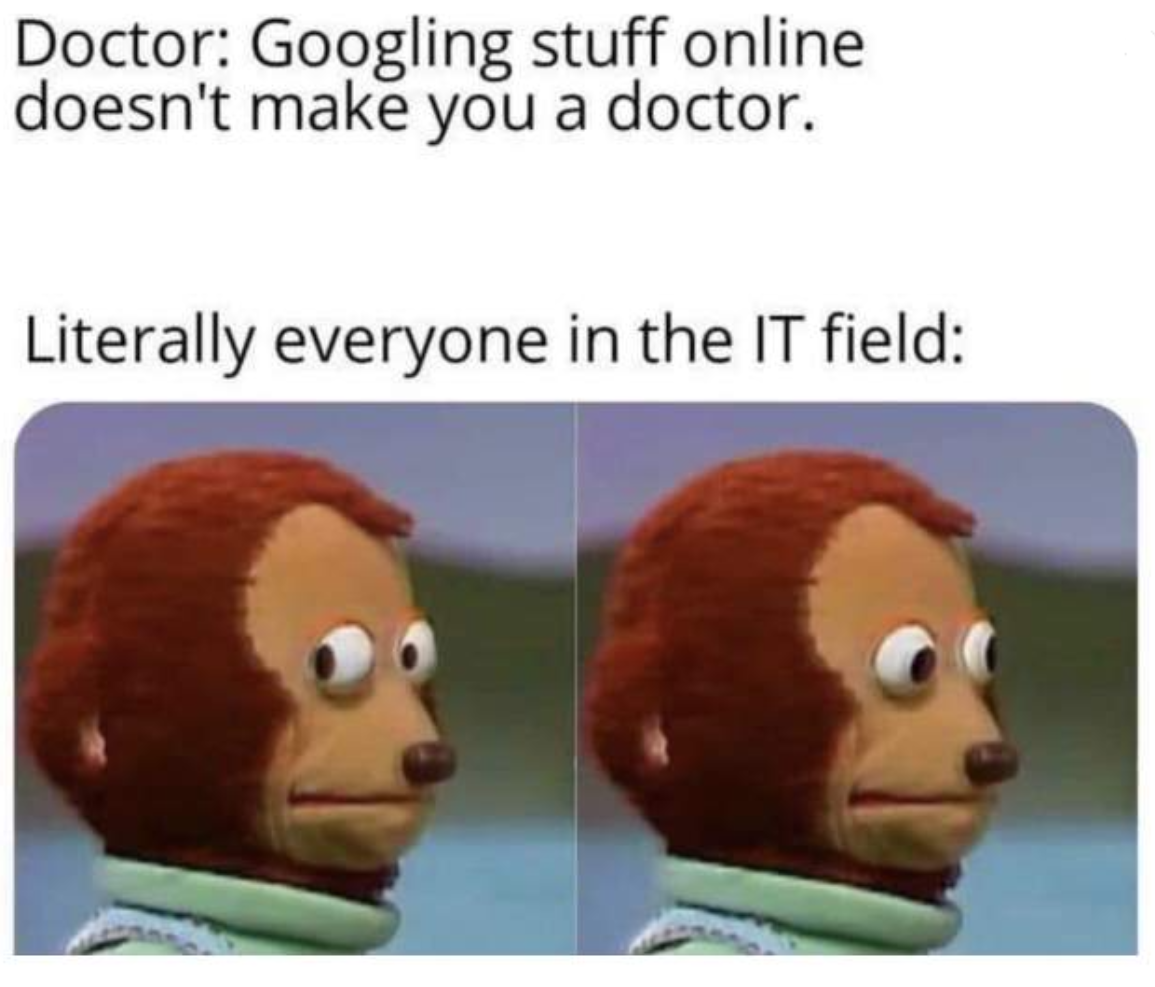 Doctor: Googling stuff online
doesn't make you a doctor.
Literally everyone in the IT field: